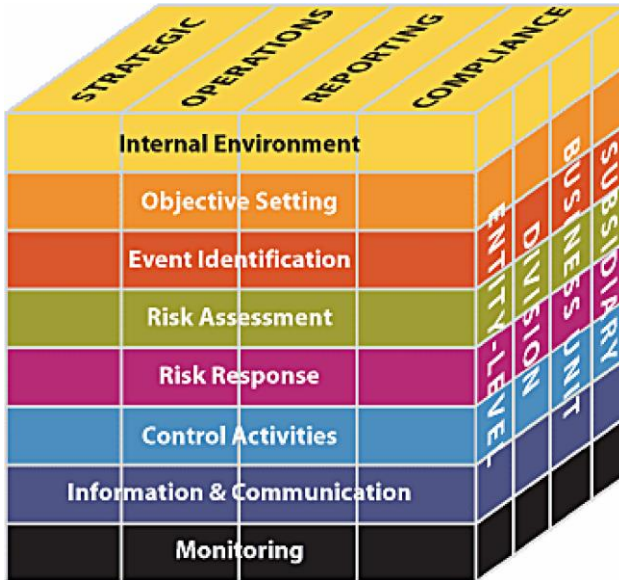 STRATEGIC
OPERATIONS
REPORTING
COMPLIANCE
Internal Environment
Objective Setting
Event Identification
Risk Assessment
Risk Response
Control Activities
Information & Communication
Monitoring
ENTITY-LEVEL
DIVISION
BUSINESS UNIT
SUBSIDIARY